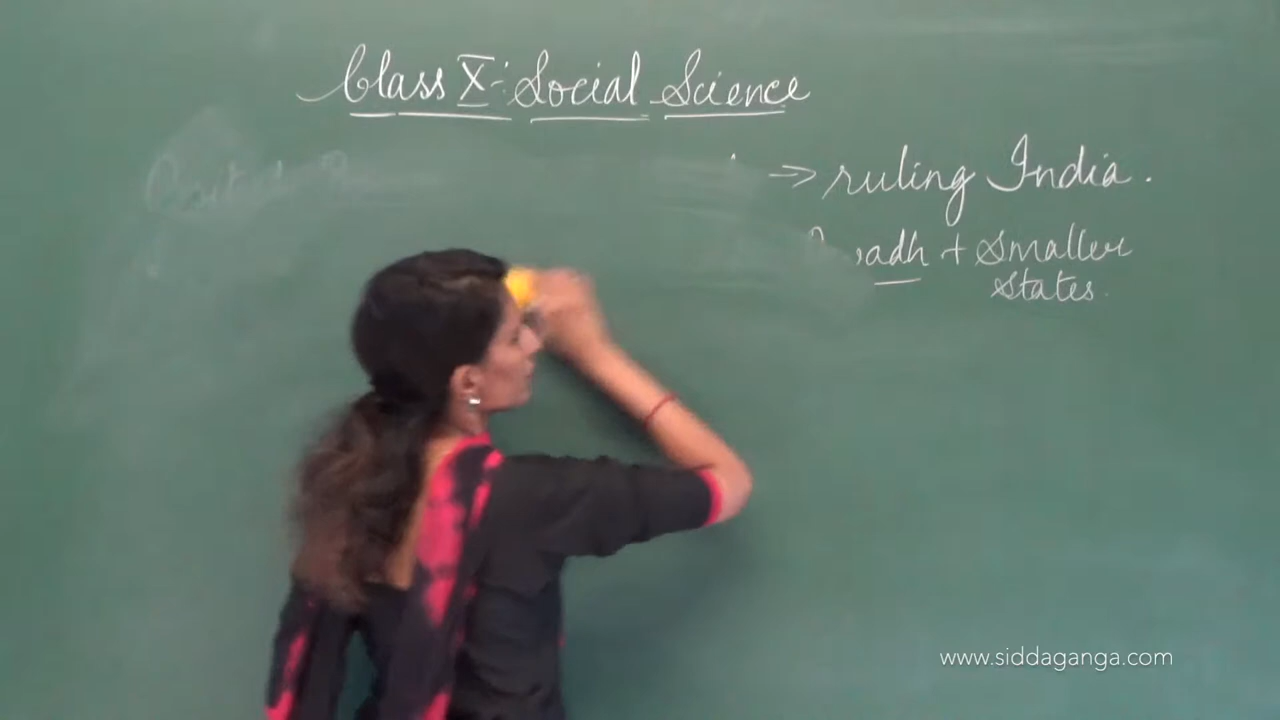 Class X :- Social Science
→ ruling India.
adh + Smaller
States.
www.siddaganga.com